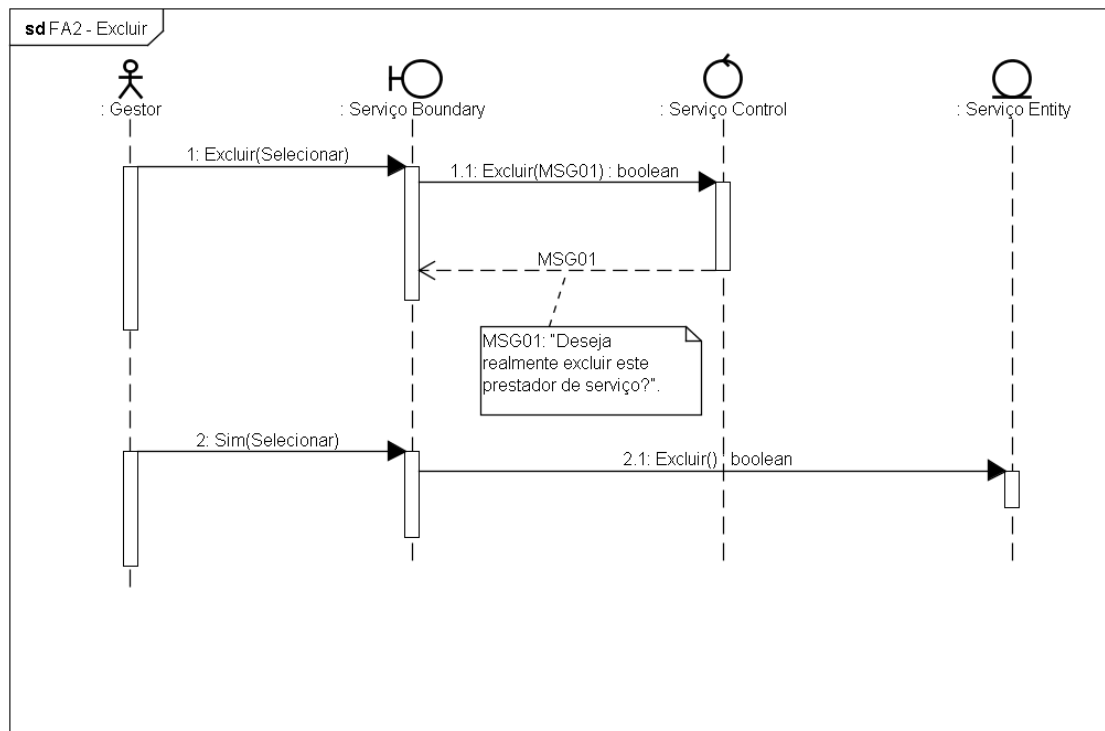 sd FA2 - Excluir
: Gestor
: Serviço Boundary
: Serviço Control
: Serviço Entity
1: Excluir(Selecionar)
1.1: Excluir(MSG01) : boolean
MSG01
MSG01: "Deseja
realmente excluir este
prestador de serviço?".
2: Sim(Selecionar)
2.1: Excluir() : boolean